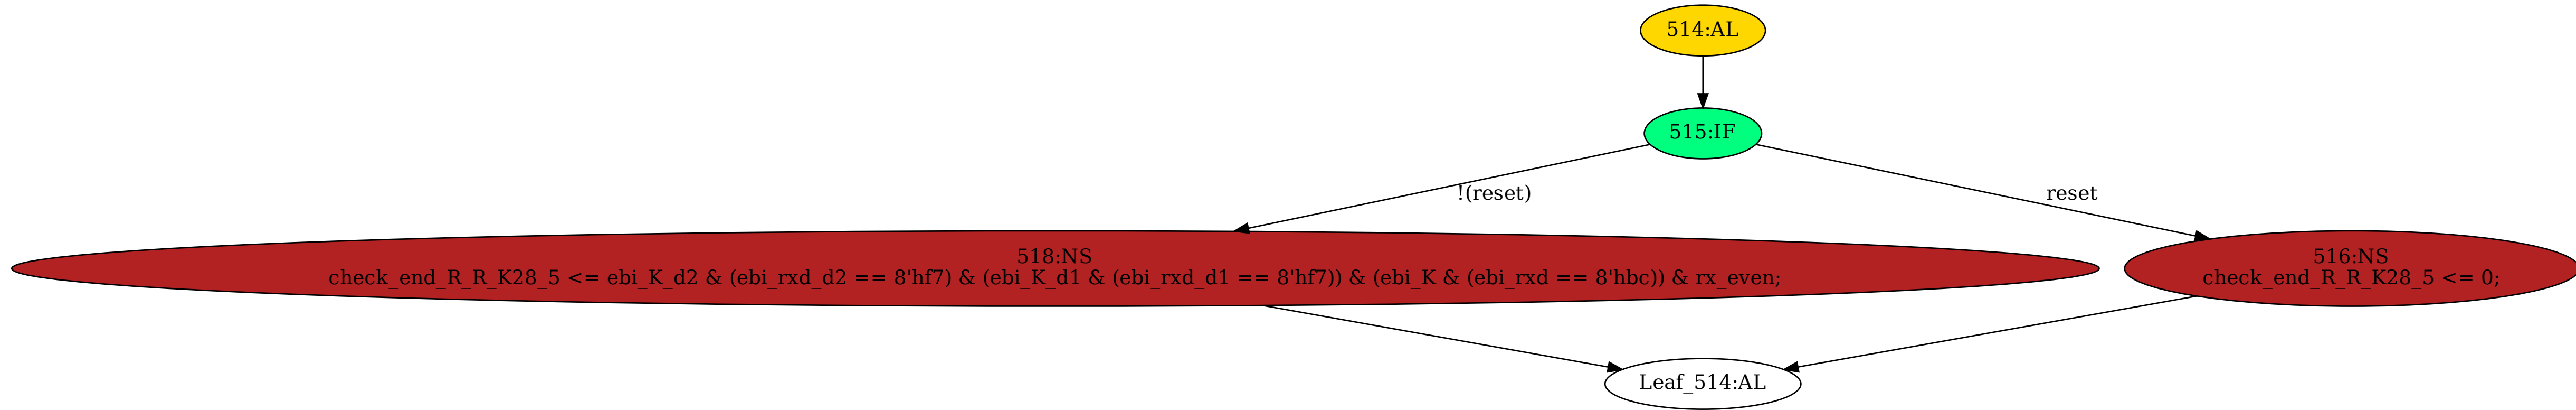 514:AL
515:IF
!(reset)
reset
518:NS
check_end_R_R_K28_5 <= ebi_K_d2 & (ebi_rxd_d2 == 8'hf7) & (ebi_K_d1 & (ebi_rxd_d1 == 8'hf7)) & (ebi_K & (ebi_rxd == 8'hbc)) & rx_even;
516:NS
check_end_R_R_K28_5 <= 0;
Leaf_514:AL